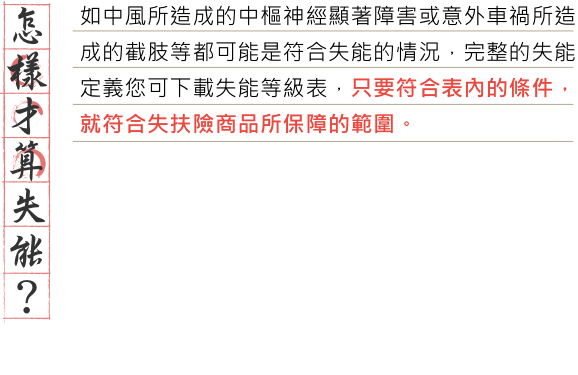 怎樣才算失能？
如中風所造成的中樞神經顯著障害或意外車禍所造
成的截肢等都可能是符合失能的情況，完整的失能
定義您可下載失能等級表，只要符合表內的條件，
就符合失扶險商品所保障的範圍。